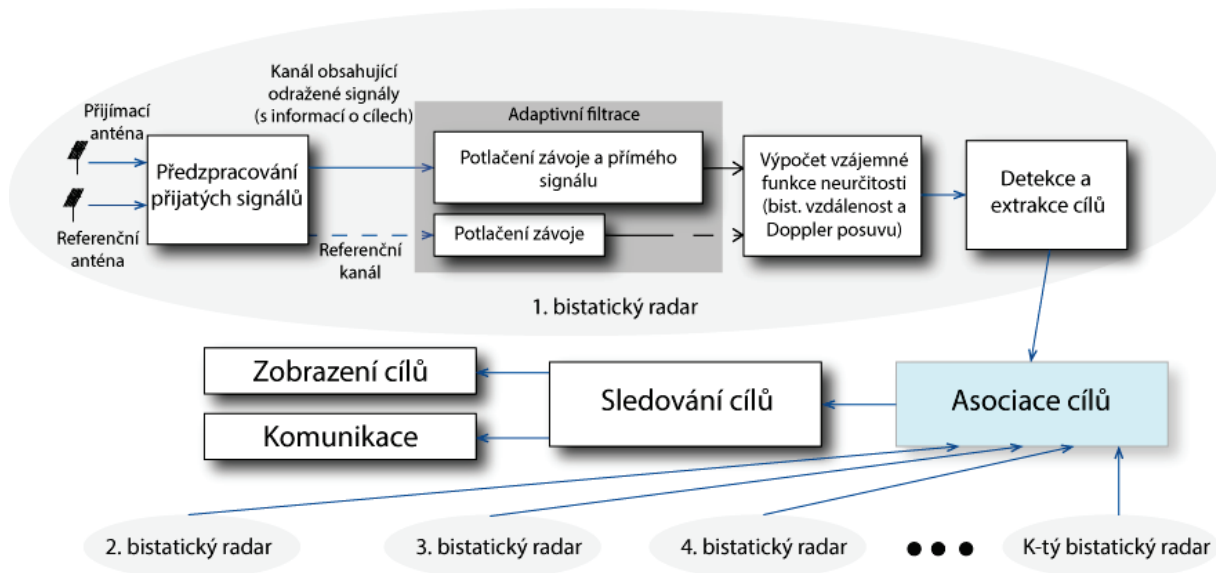 Kanál obsahující
odražené signály
(s informací o cílech)
Přijímací
anténa
Předzpracování
přijatých signálů
Referenční
anténa
Referenční
kanál
Adaptivní filtrace
Potlačení závoje a přímého
signálu
Potlačení závoje
Výpočet vzájemné
funkce neurčitosti
(bist. vzdálenost a
Doppler posuvu)
Detekce a
extrakce cílů
1. bistatický radar
Zobrazení cílů
Komunikace
Sledování cílů
Asociace cílů
2. bistatický radar
3. bistatický radar
4. bistatický radar
K-tý bistatický radar